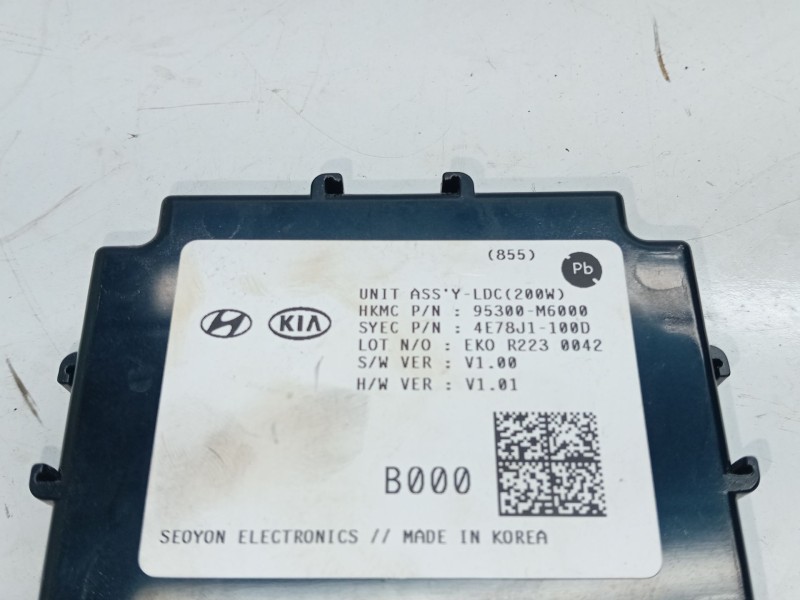 (855)
Pb
UNIT ASS'Y-LDC(200W)
HKMC P/N : 95300-M6000
SYEC P/N : 4E78J1-100D
LOT N/O : EKO R223 0042
S/W VER : V1.00
H/W VER : V1.01
KIA
B000
SEOYON ELECTRONICS // MADE IN KOREA